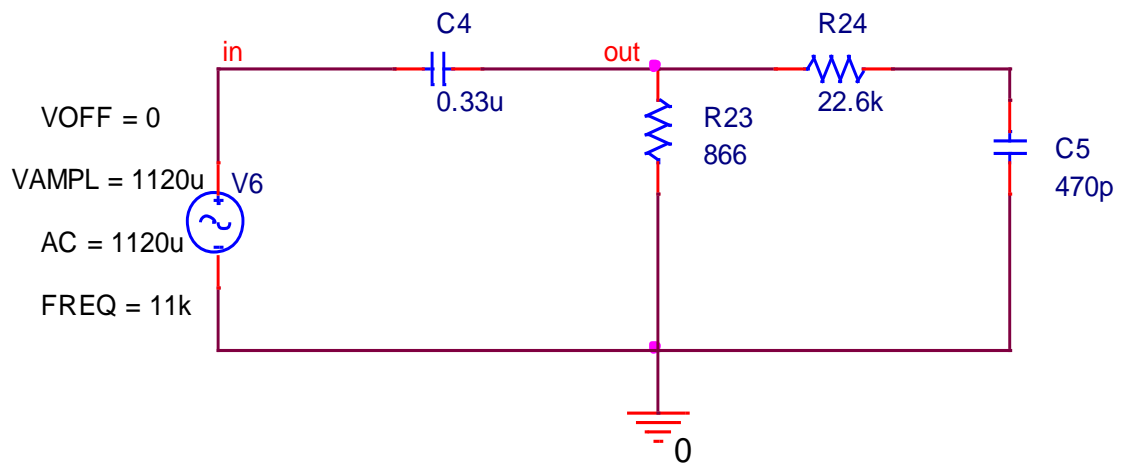 C4
R24
in
out
0.33u
22.6k
VOFF = 0
R23
866
C5
470p
VAMPL = 1120u
V6
AC = 1120u
FREQ = 11k
0